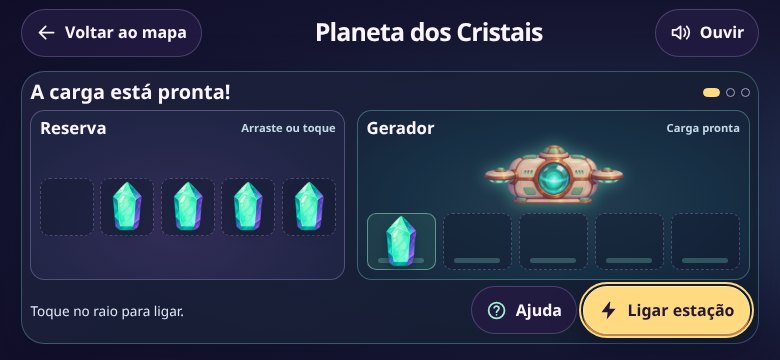 Voltar ao mapa
Planeta dos Cristais
Ouvir
A carga está pronta!
Reserva
Arraste ou toque
Gerador
Carga pronta
Toque no raio para ligar.
Ajuda
Ligar estação